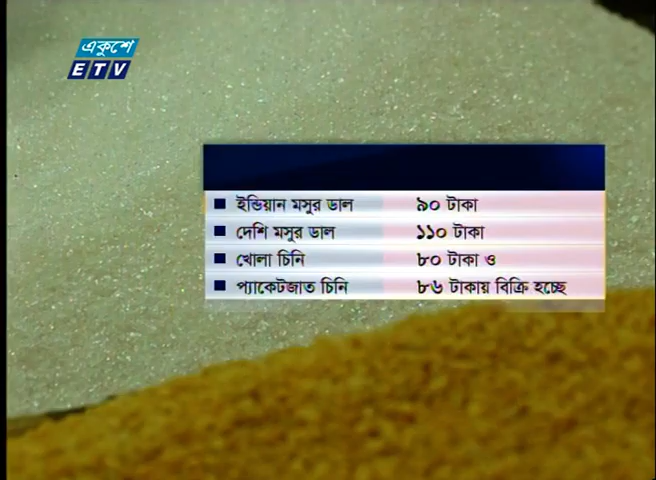 একুশে
ETV
ইন্ডিয়ান মসুর ডাল ৯০ টাকা
দেশি মসুর ডাল ১১০ টাকা
খোলা চিনি ৮০ টাকা ও
প্যাকেটজাত চিনি ৮৬ টাকায় বিক্রি হচ্ছে